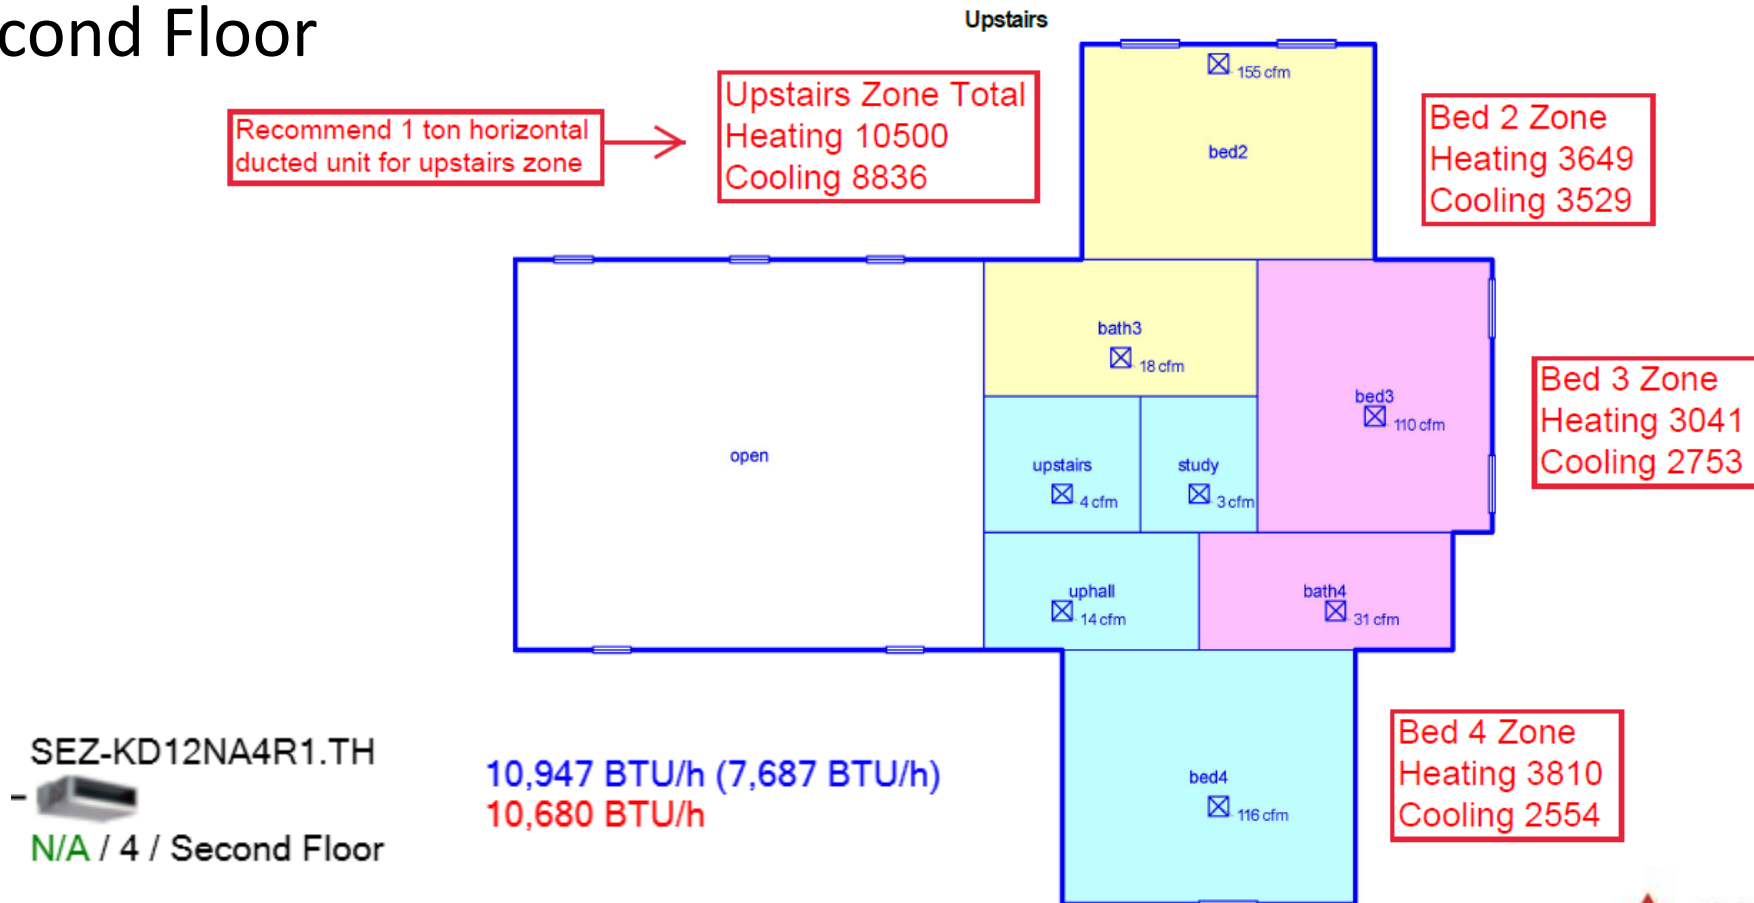 cond Floor
Upstairs
Recommend 1 ton horizontal
ducted unit for upstairs zone
Upstairs Zone Total
Heating 10500
Cooling 8836
155 cfm
bed2
Bed 2 Zone
Heating 3649
Cooling 3529
bath3
18 cfm
bed3
110 cfm
Bed 3 Zone
Heating 3041
Cooling 2753
open
upstairs
4 cfm
study
3 cfm
uphall
14 cfm
bath4
31 cfm
bed4
116 cfm
Bed 4 Zone
Heating 3810
Cooling 2554
SEZ-KD12NA4R1.TH
N/A / 4 / Second Floor
10,947 BTU/h (7,687 BTU/h)
10,680 BTU/h